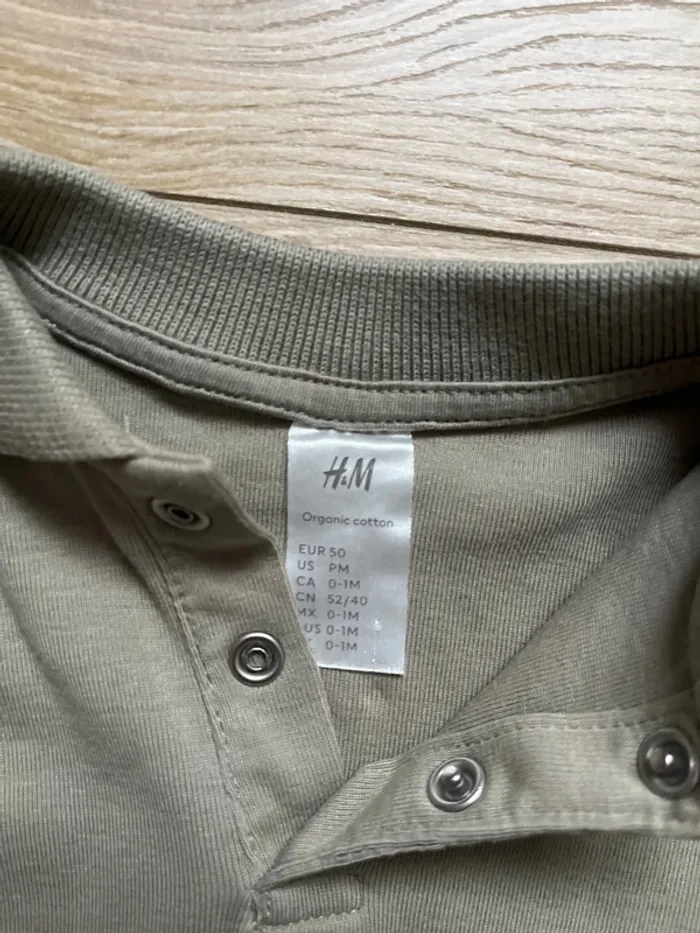 H&M
Organic cotton
EUR 50
US PM
CA 0-1M
CN 52/40
MX 0-1M
US 0-1M
0-1M